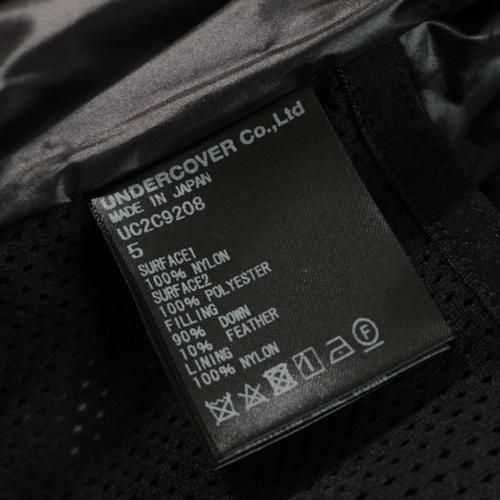 UNDERCOVER Co.,Ltd
MADE IN JAPAN
UC2C9208
5
SURFACE1
100% NYLON
SURFACE2
100% POLYESTER
FILLING
90% DOWN
10% FEATHER
LINING
100% NYLON
F